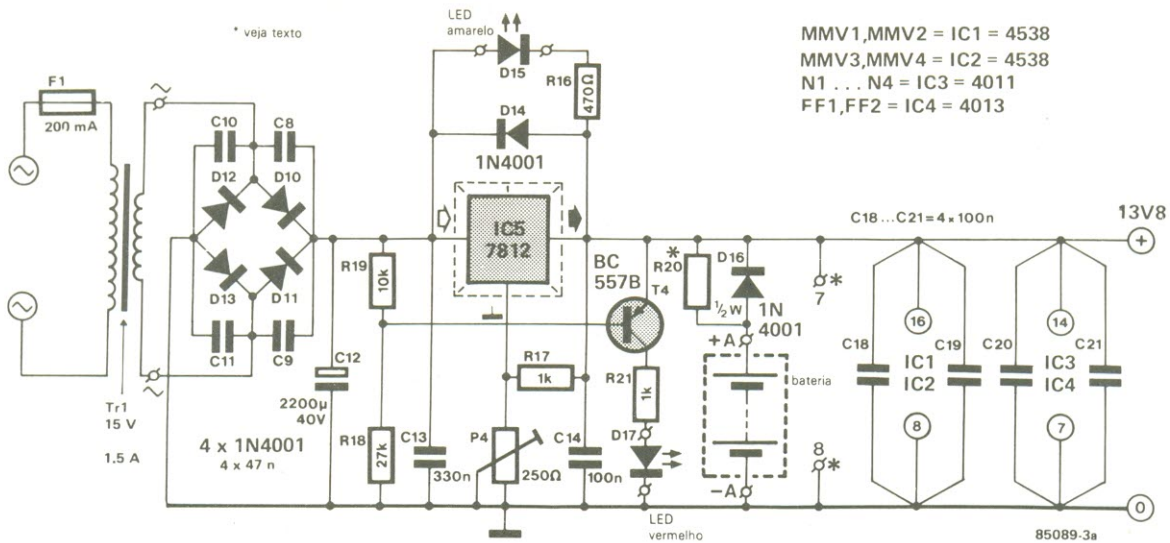 * veja texto
F1
200 mA
Tr1
15 V
1.5 A
C10
C8
D12
D10
D13
D11
C11
C9
4 x 1N4001
4 x 47 n
C12
2200µ
40V
R19
10k
R18
27k
C13
330n
LED
amarelo
D15
R16
470Ω
D14
1N4001
IC5
7812
R17
1k
P4
250Ω
C14
100n
BC
557B
T4
R21
1k
D17
LED
vermelho
*
R20
½W
D16
1N
4001
+A
bateria
−A
7 *
8 *
MMV1,MMV2 = IC1 = 4538
MMV3,MMV4 = IC2 = 4538
N1 ... N4 = IC3 = 4011
FF1,FF2 = IC4 = 4013
C18 ...C21= 4 x 100n
13V8
+
C18
16
IC1
IC2
8
C19
C20
14
IC3
IC4
7
C21
0
85089-3a